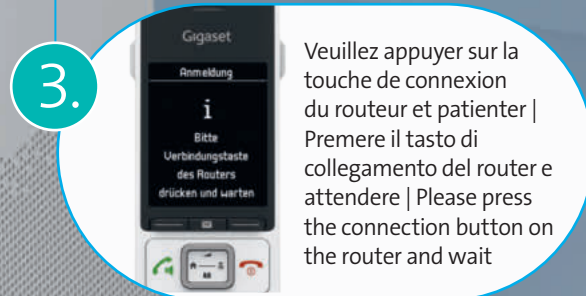 3.
Gigaset
Anmeldung
i
Bitte
Verbindungstaste
des Routers
drücken und warten
Veuillez appuyer sur la
touche de connexion
du routeur et patienter |
Premere il tasto di
collegamento del router e
attendere | Please press
the connection button on
the router and wait